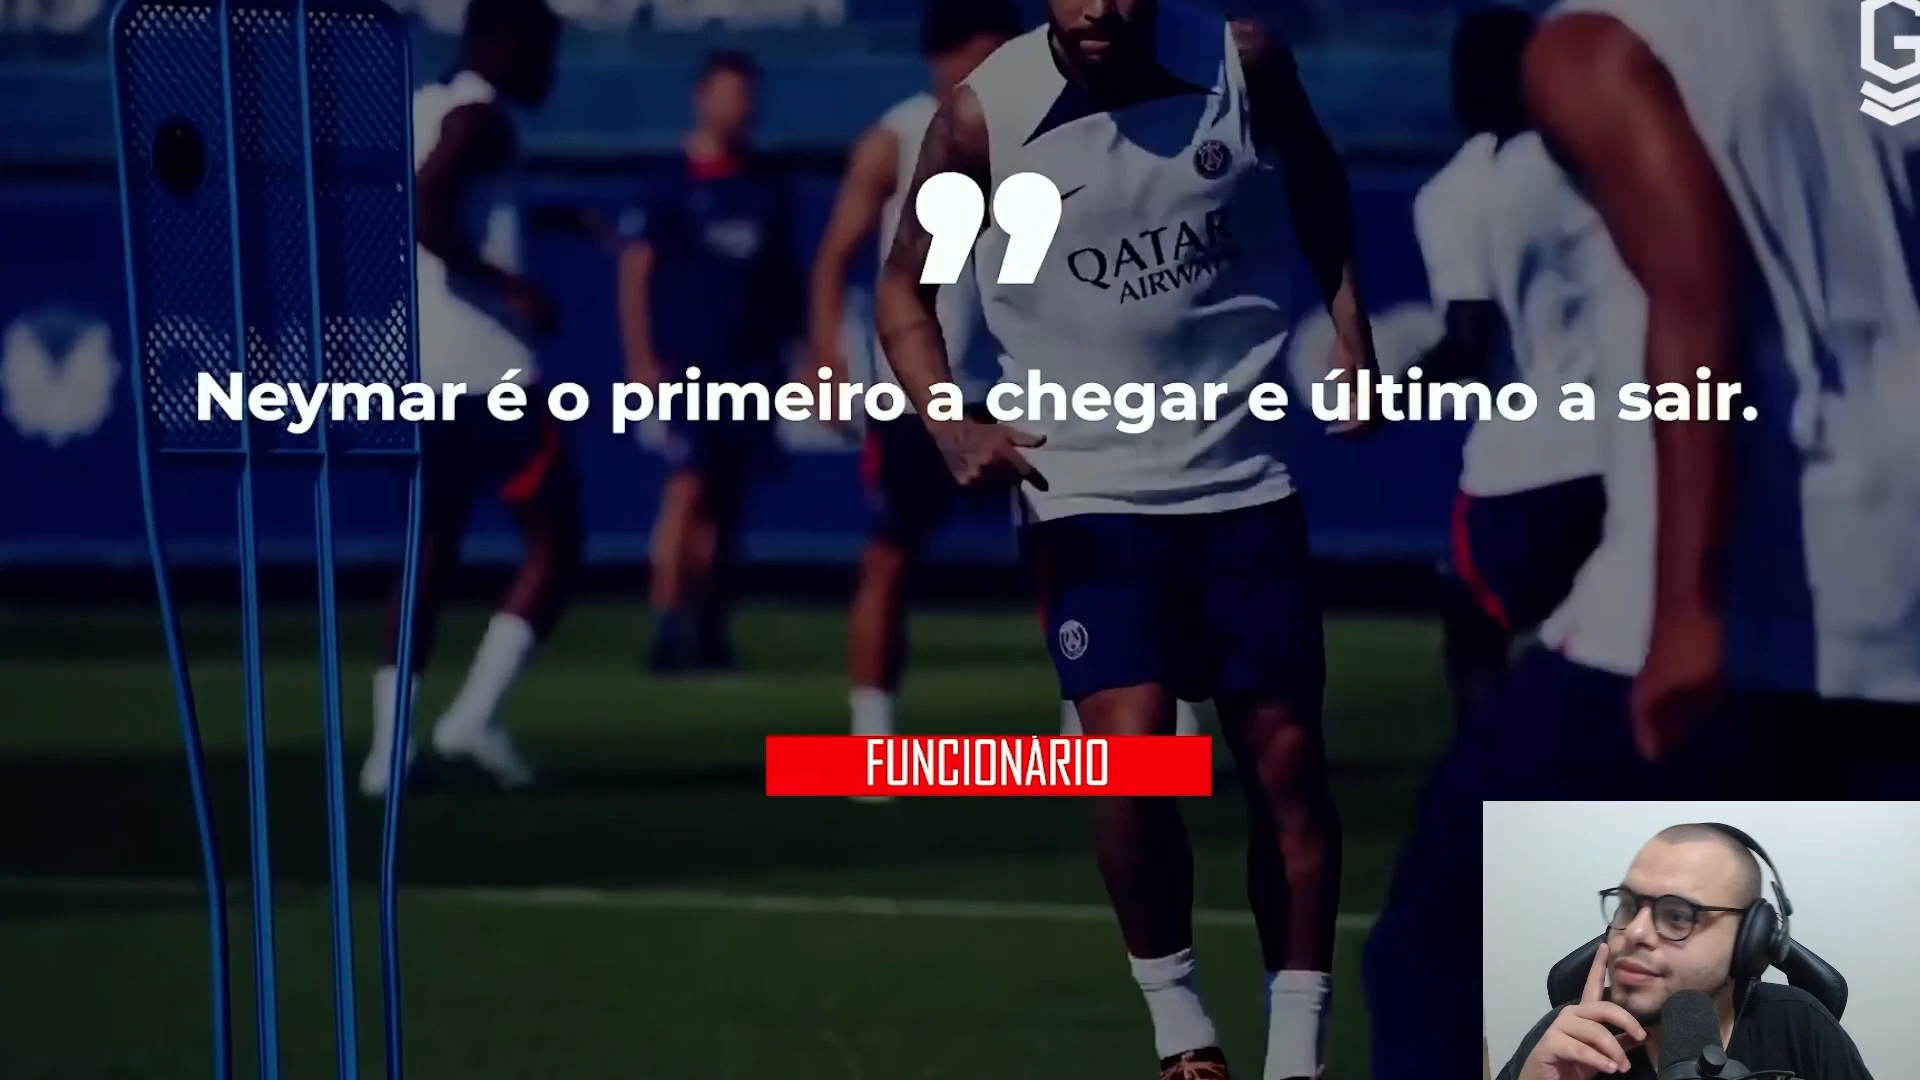 G
QATAR
AIRWAYS
”
Neymar é o primeiro a chegar e último a sair.
FUNCIONÁRIO